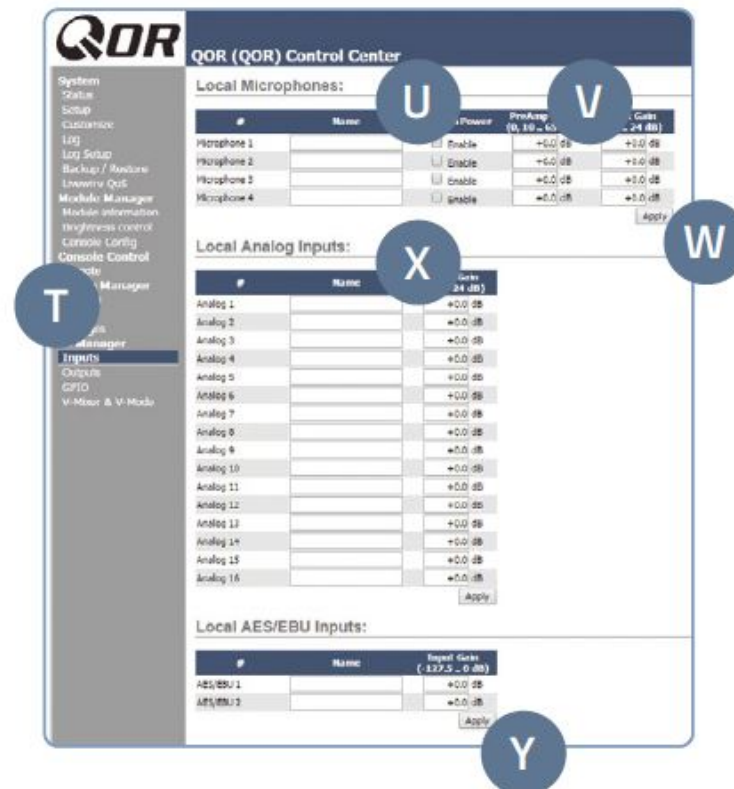 QOR
QOR (QOR) Control Center
System
Status
Setup
Customize
Log
Log Setup
Backup / Restore
Livewire QoS
Module Manager
Module information
Brightness control
Console Config
Console Control
Manager
T
Manager
Inputs
Outputs
GPIO
V-Mixer & V-Mode
Local Microphones:
U
V
# Name Power PreAmp Gain
(0, 10 .. 24 dB)
Microphone 1 Enable +0.0 dB +0.0 dB
Microphone 2 Enable +0.0 dB +0.0 dB
Microphone 3 Enable +0.0 dB +0.0 dB
Microphone 4 Enable +0.0 dB +0.0 dB
Apply
W
Local Analog Inputs:
X
# Name Gain
24 dB)
Analog 1 +0.0 dB
Analog 2 +0.0 dB
Analog 3 +0.0 dB
Analog 4 +0.0 dB
Analog 5 +0.0 dB
Analog 6 +0.0 dB
Analog 7 +0.0 dB
Analog 8 +0.0 dB
Analog 9 +0.0 dB
Analog 10 +0.0 dB
Analog 11 +0.0 dB
Analog 12 +0.0 dB
Analog 13 +0.0 dB
Analog 14 +0.0 dB
Analog 15 +0.0 dB
Analog 16 +0.0 dB
Apply
Local AES/EBU Inputs:
# Name Input Gain
(-127.5 .. 0 dB)
AES/EBU 1 +0.0 dB
AES/EBU 2 +0.0 dB
Apply
Y